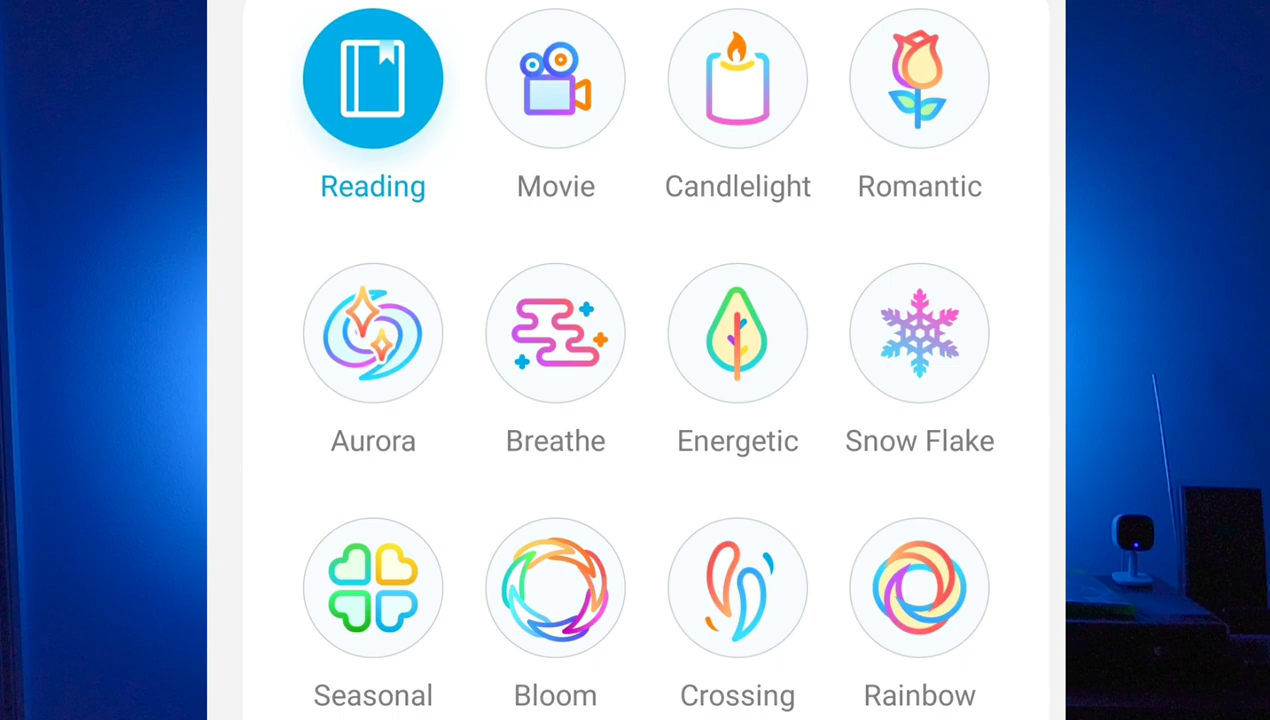 Reading Movie Candlelight Romantic
Aurora Breathe Energetic Snow Flake
Seasonal Bloom Crossing Rainbow